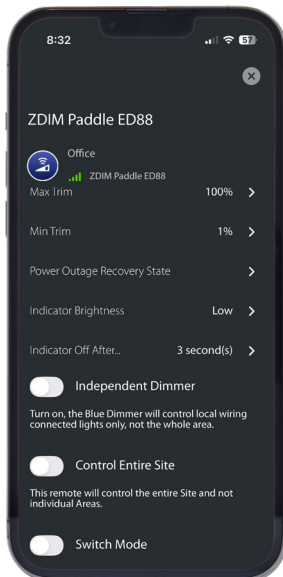 8:32
57
ZDIM Paddle ED88
Office
ZDIM Paddle ED88
Max Trim 100%
Min Trim 1%
Power Outage Recovery State
Indicator Brightness Low
Indicator Off After... 3 second(s)
Independent Dimmer
Turn on, the Blue Dimmer will control local wiring
connected lights only, not the whole area.
Control Entire Site
This remote will control the entire Site and not
individual Areas.
Switch Mode